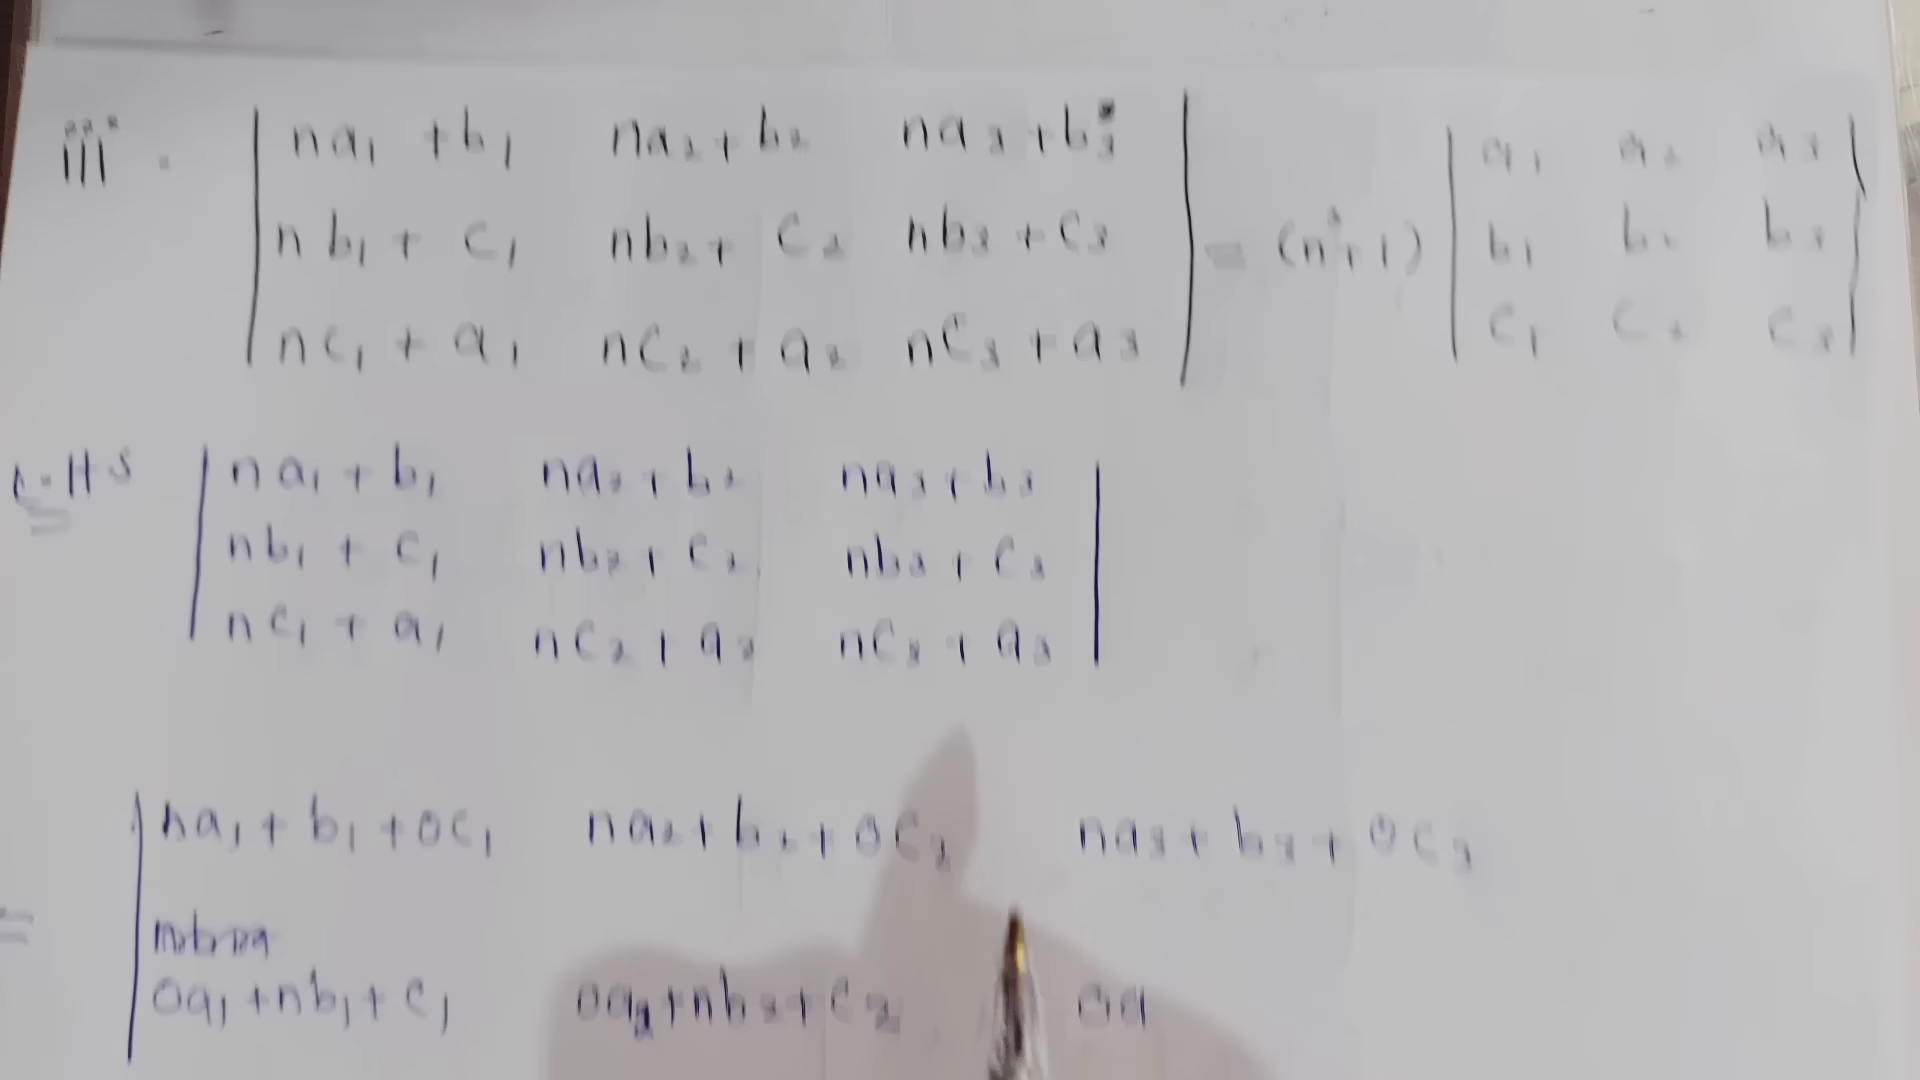 iii. | na₁ + b₁ na₂ + b₂ na₃ + b₃ |
| nb₁ + c₁ nb₂ + c₂ nb₃ + c₃ | = (n³+1) | a₁ a₂ a₃ b₁ b₂ b₃ c₁ c₂ c₃ |
| nc₁ + a₁ nc₂ + a₂ nc₃ + a₃ |
L.H.S | na₁ + b₁ na₂ + b₂ na₃ + b₃ |
| nb₁ + c₁ nb₂ + c₂ nb₃ + c₃ |
| nc₁ + a₁ nc₂ + a₂ nc₃ + a₃ |
| na₁ + b₁ + 0c₁ na₂ + b₂ + 0c₂ na₃ + b₃ + 0c₃
=
| 0a₁ + nb₁ + c₁ 0a₂ + nb₂ + c₂ 0a